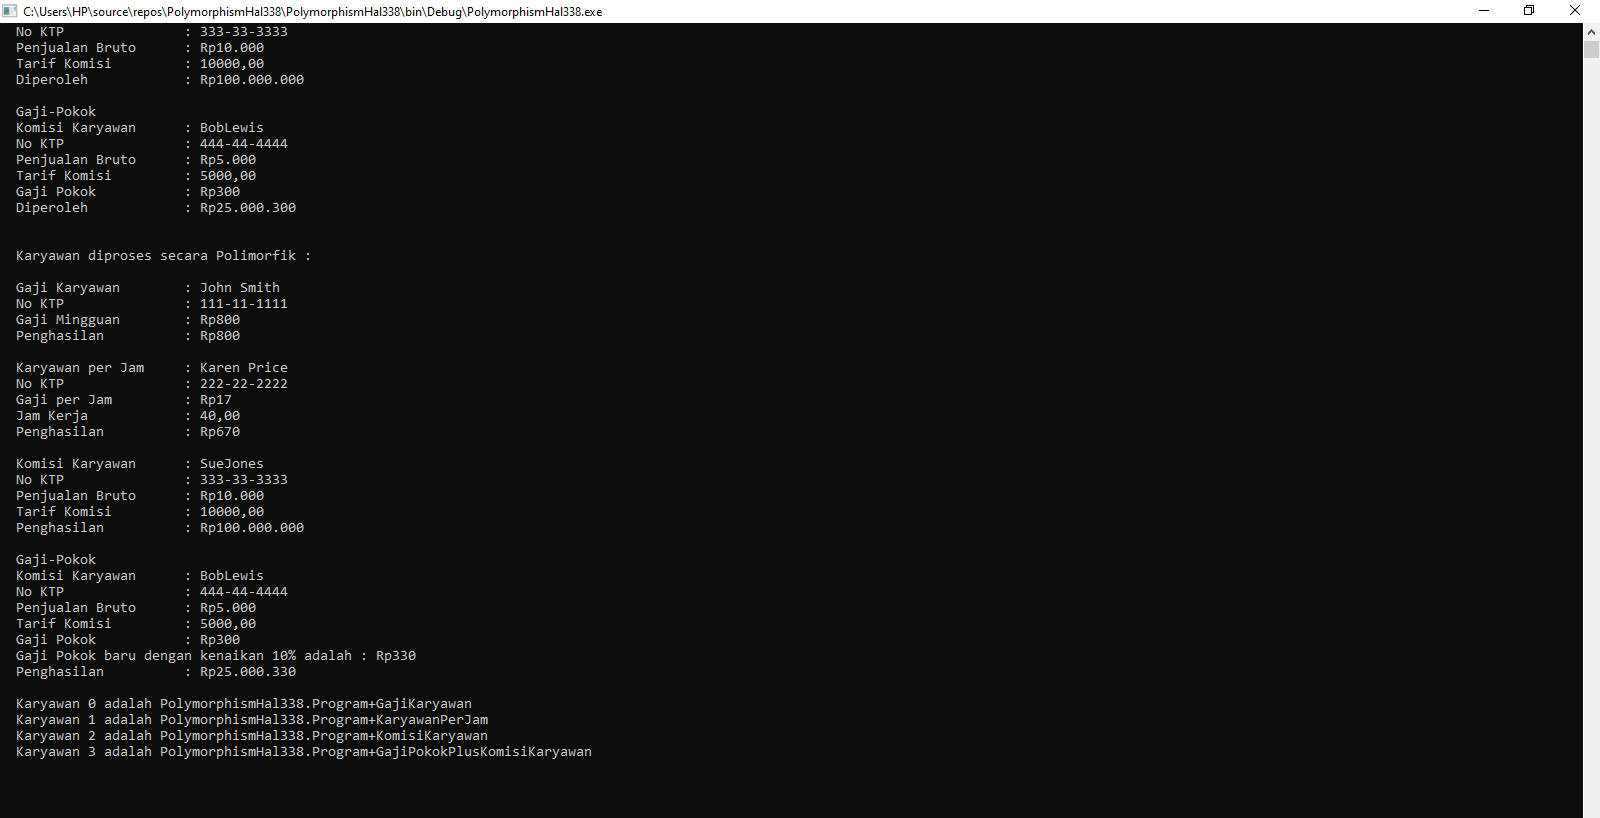 C:\Users\HP\source\repos\PolymorphismHal338\PolymorphismHal338\bin\Debug\PolymorphismHal338.exe
No KTP : 333-33-3333
Penjualan Bruto : Rp10.000
Tarif Komisi : 10000,00
Diperoleh : Rp100.000.000
Gaji-Pokok
Komisi Karyawan : BobLewis
No KTP : 444-44-4444
Penjualan Bruto : Rp5.000
Tarif Komisi : 5000,00
Gaji Pokok : Rp300
Diperoleh : Rp25.000.300
Karyawan diproses secara Polimorfik :
Gaji Karyawan : John Smith
No KTP : 111-11-1111
Gaji Mingguan : Rp800
Penghasilan : Rp800
Karyawan per Jam : Karen Price
No KTP : 222-22-2222
Gaji per Jam : Rp17
Jam Kerja : 40,00
Penghasilan : Rp670
Komisi Karyawan : SueJones
No KTP : 333-33-3333
Penjualan Bruto : Rp10.000
Tarif Komisi : 10000,00
Penghasilan : Rp100.000.000
Gaji-Pokok
Komisi Karyawan : BobLewis
No KTP : 444-44-4444
Penjualan Bruto : Rp5.000
Tarif Komisi : 5000,00
Gaji Pokok : Rp300
Gaji Pokok baru dengan kenaikan 10% adalah : Rp330
Penghasilan : Rp25.000.330
Karyawan 0 adalah PolymorphismHal338.Program+GajiKaryawan
Karyawan 1 adalah PolymorphismHal338.Program+KaryawanPerJam
Karyawan 2 adalah PolymorphismHal338.Program+KomisiKaryawan
Karyawan 3 adalah PolymorphismHal338.Program+GajiPokokPlusKomisiKaryawan